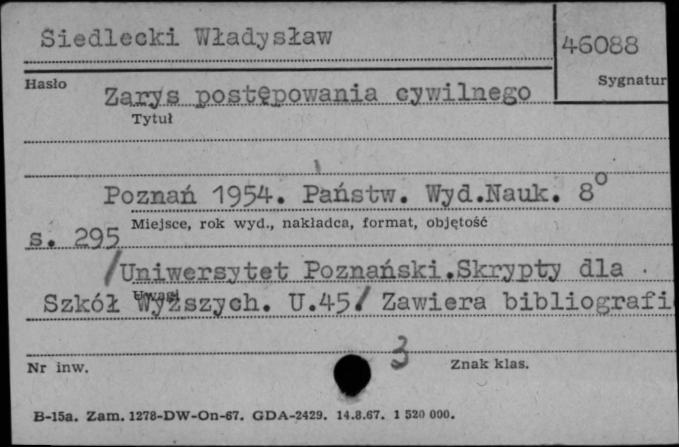 Siedlecki Władysław
46088
Hasło
Sygnatur
Zarys postępowania cywilnego
Tytuł
Poznań 1954. Państw. Wyd.Nauk. 8°
Miejsce, rok wyd., nakładca, format, objętość
s. 295
/Uniwersytet Poznański.Skrypty dla
Uwagi
Szkół Wyższych. U.45/ Zawiera bibliografi
3
Nr inw.
Znak klas.
B-15a. Zam. 1278-DW-On-67. GDA-2429. 14.8.67. 1 520 000.